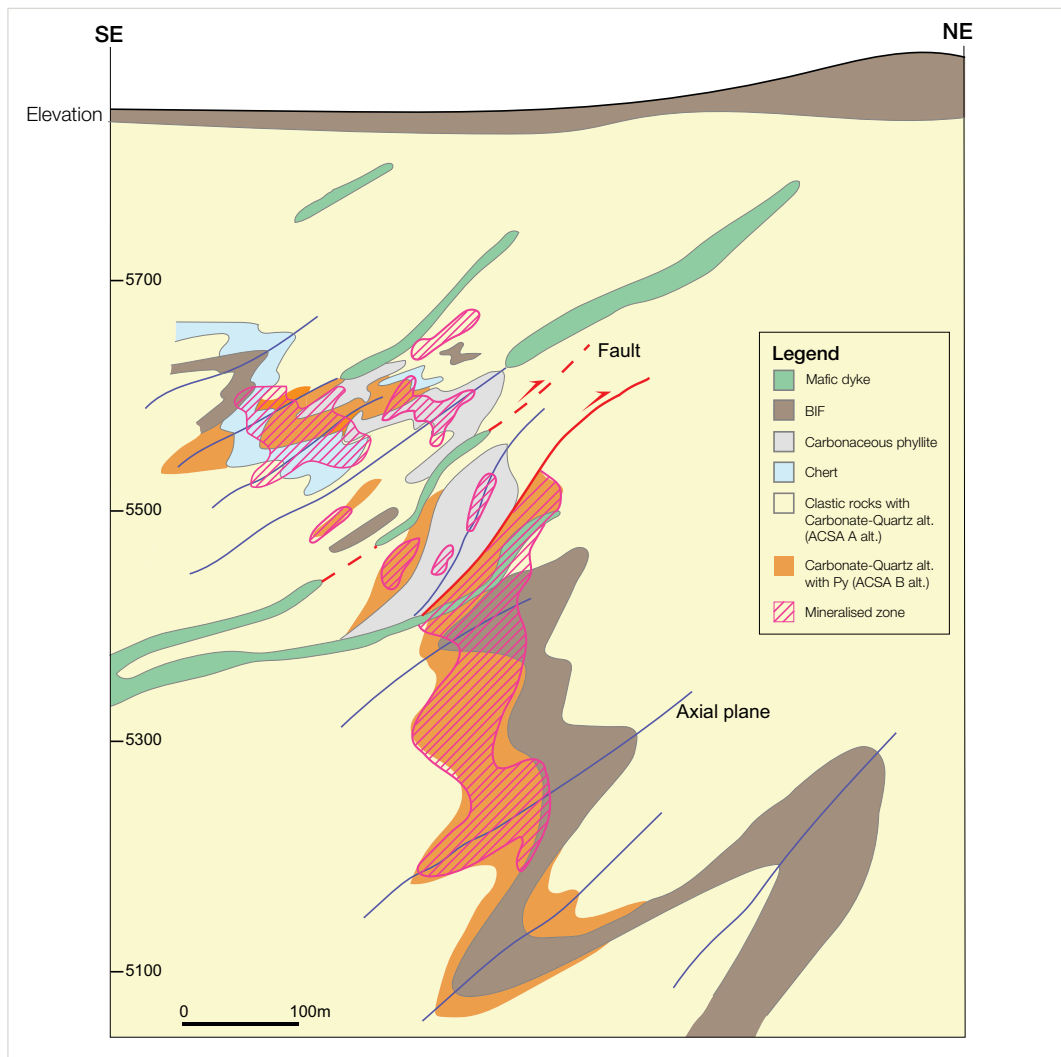 SE
NE
Elevation
5700
Fault
5500
Legend
Mafic dyke
BIF
Carbonaceous phyllite
Chert
Clastic rocks with
Carbonate-Quartz alt.
(ACSA A alt.)
Carbonate-Quartz alt.
with Py (ACSA B alt.)
Mineralised zone
Axial plane
5300
5100
0
100m